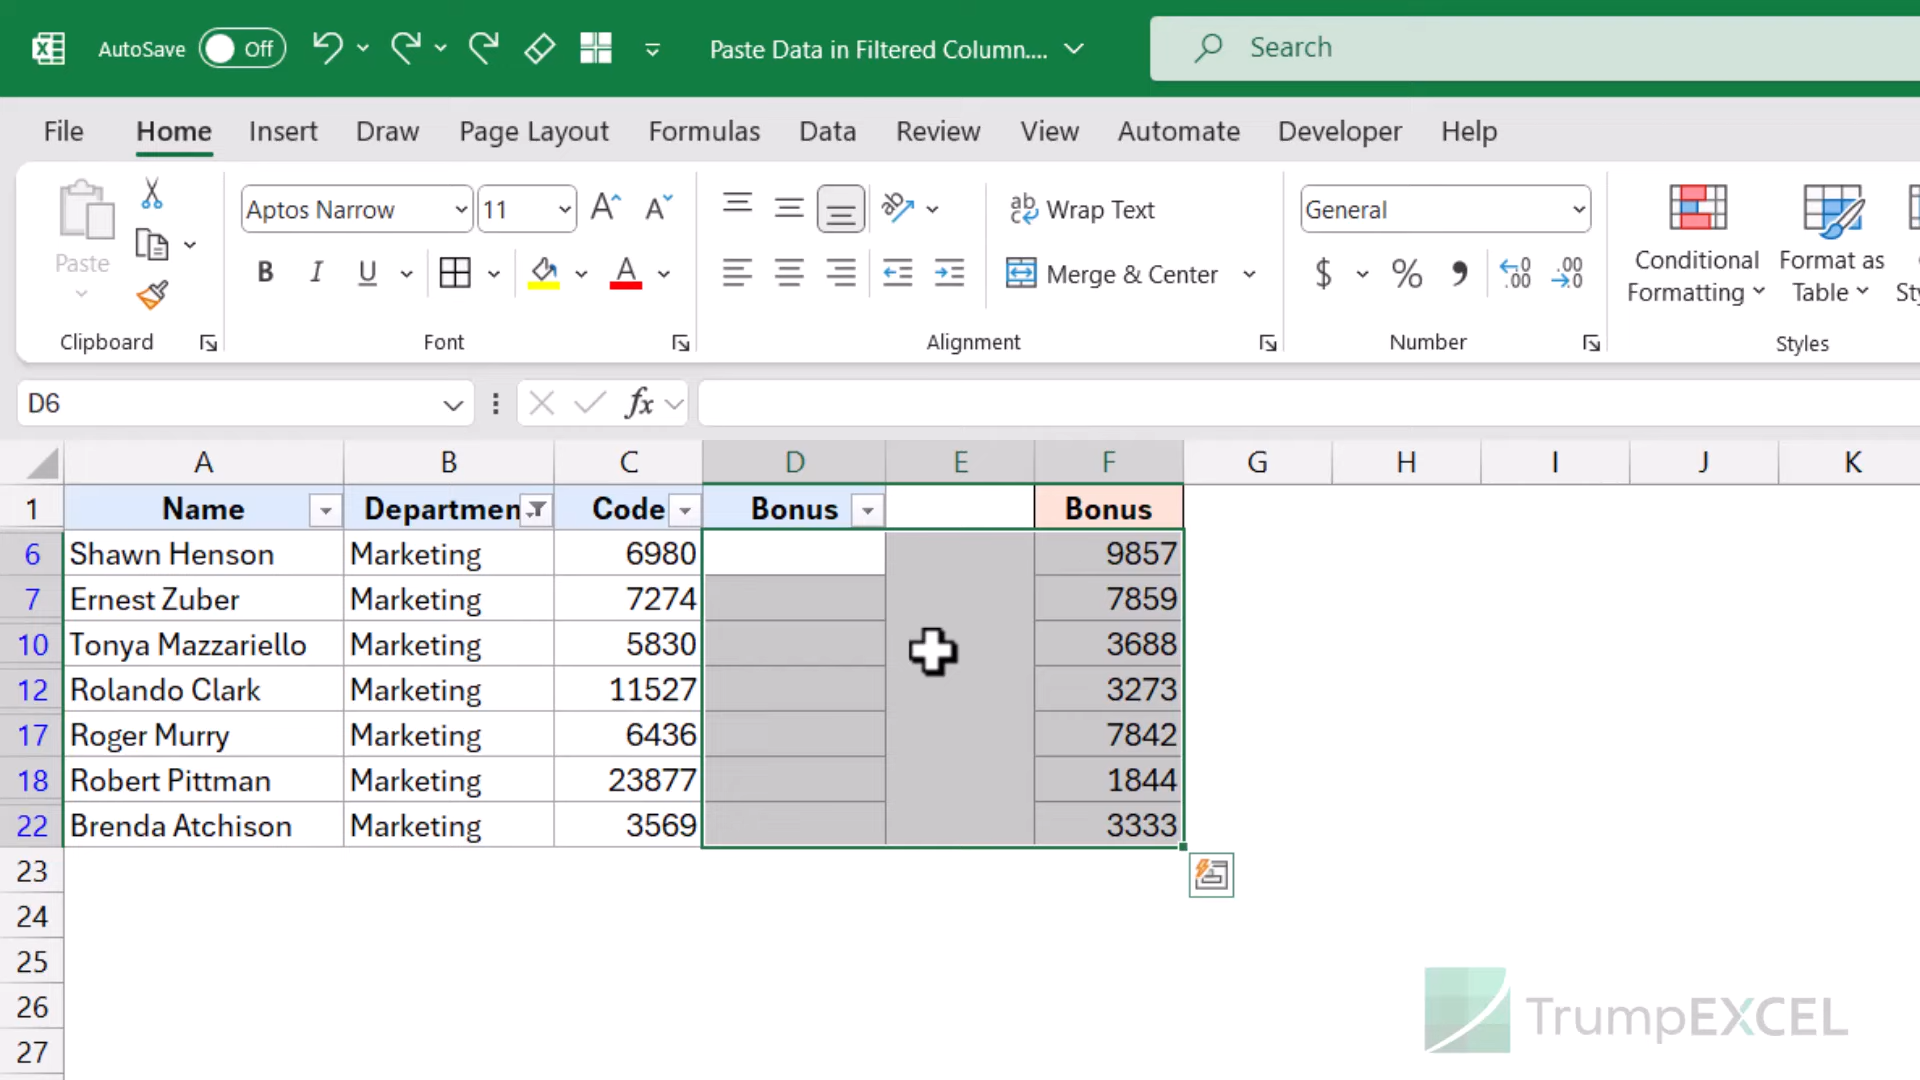 AutoSave Off Paste Data in Filtered Column.... Search
File Home Insert Draw Page Layout Formulas Data Review View Automate Developer Help
Paste
Aptos Narrow 11
B I U A
Wrap Text
Merge & Center
General
$ % 9 .00 .00
Conditional Formatting
Format as Table
Clipboard Font Alignment Number Styles
D6 fx
A B C D E F G H I J K
1 Name Departmen Code Bonus Bonus
6 Shawn Henson Marketing 6980 9857
7 Ernest Zuber Marketing 7274 7859
10 Tonya Mazzariello Marketing 5830 3688
12 Rolando Clark Marketing 11527 3273
17 Roger Murry Marketing 6436 7842
18 Robert Pittman Marketing 23877 1844
22 Brenda Atchison Marketing 3569 3333
23
24
25
26
27
TrumpEXCEL